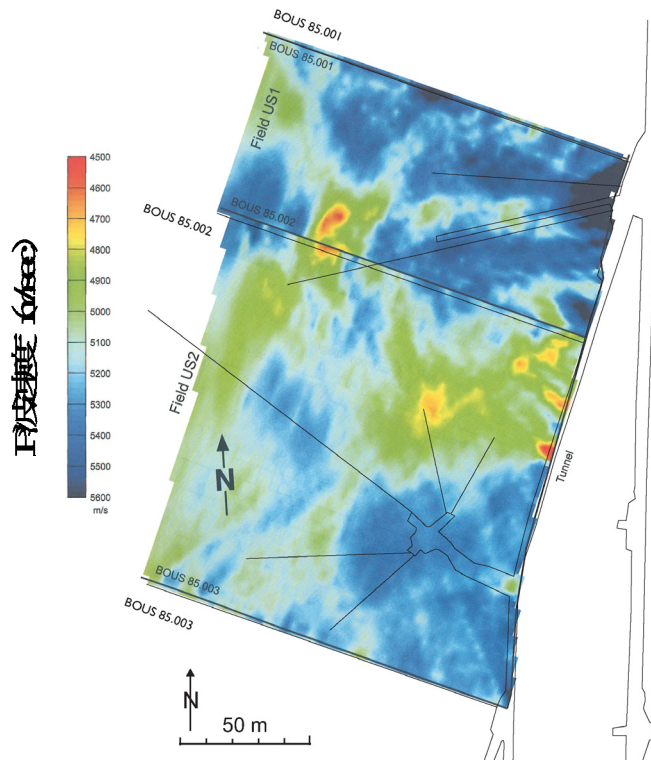 BOUS 85.001
BOUS 85.001
Field US1
4500
4600
4700
4800
4900
5000
5100
5200
5300
5400
5500
5600
m/s
BOUS 85.002
BOUS 85.002
Field US2
N
Tunnel
BOUS 85.003
BOUS 85.003
N
50 m